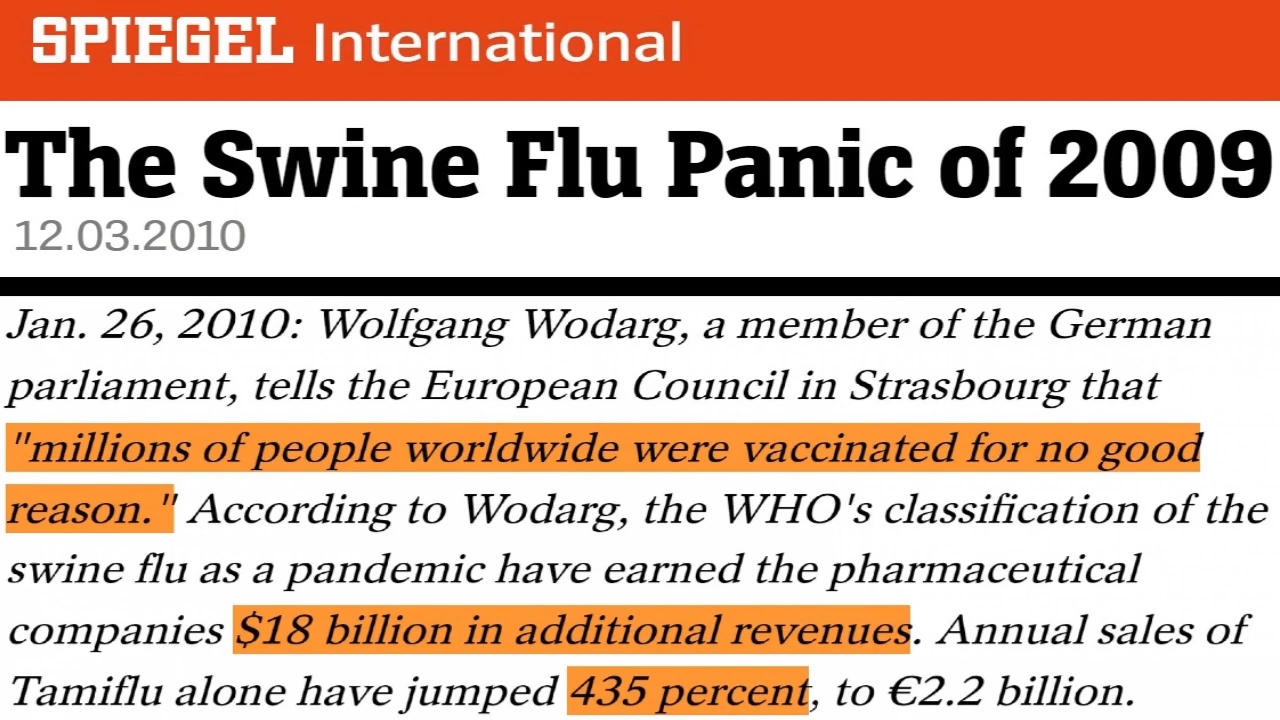 SPIEGEL International
The Swine Flu Panic of 2009
12.03.2010
Jan. 26, 2010: Wolfgang Wodarg, a member of the German
parliament, tells the European Council in Strasbourg that
"millions of people worldwide were vaccinated for no good
reason." According to Wodarg, the WHO's classification of the
swine flu as a pandemic have earned the pharmaceutical
companies $18 billion in additional revenues. Annual sales of
Tamiflu alone have jumped 435 percent, to €2.2 billion.